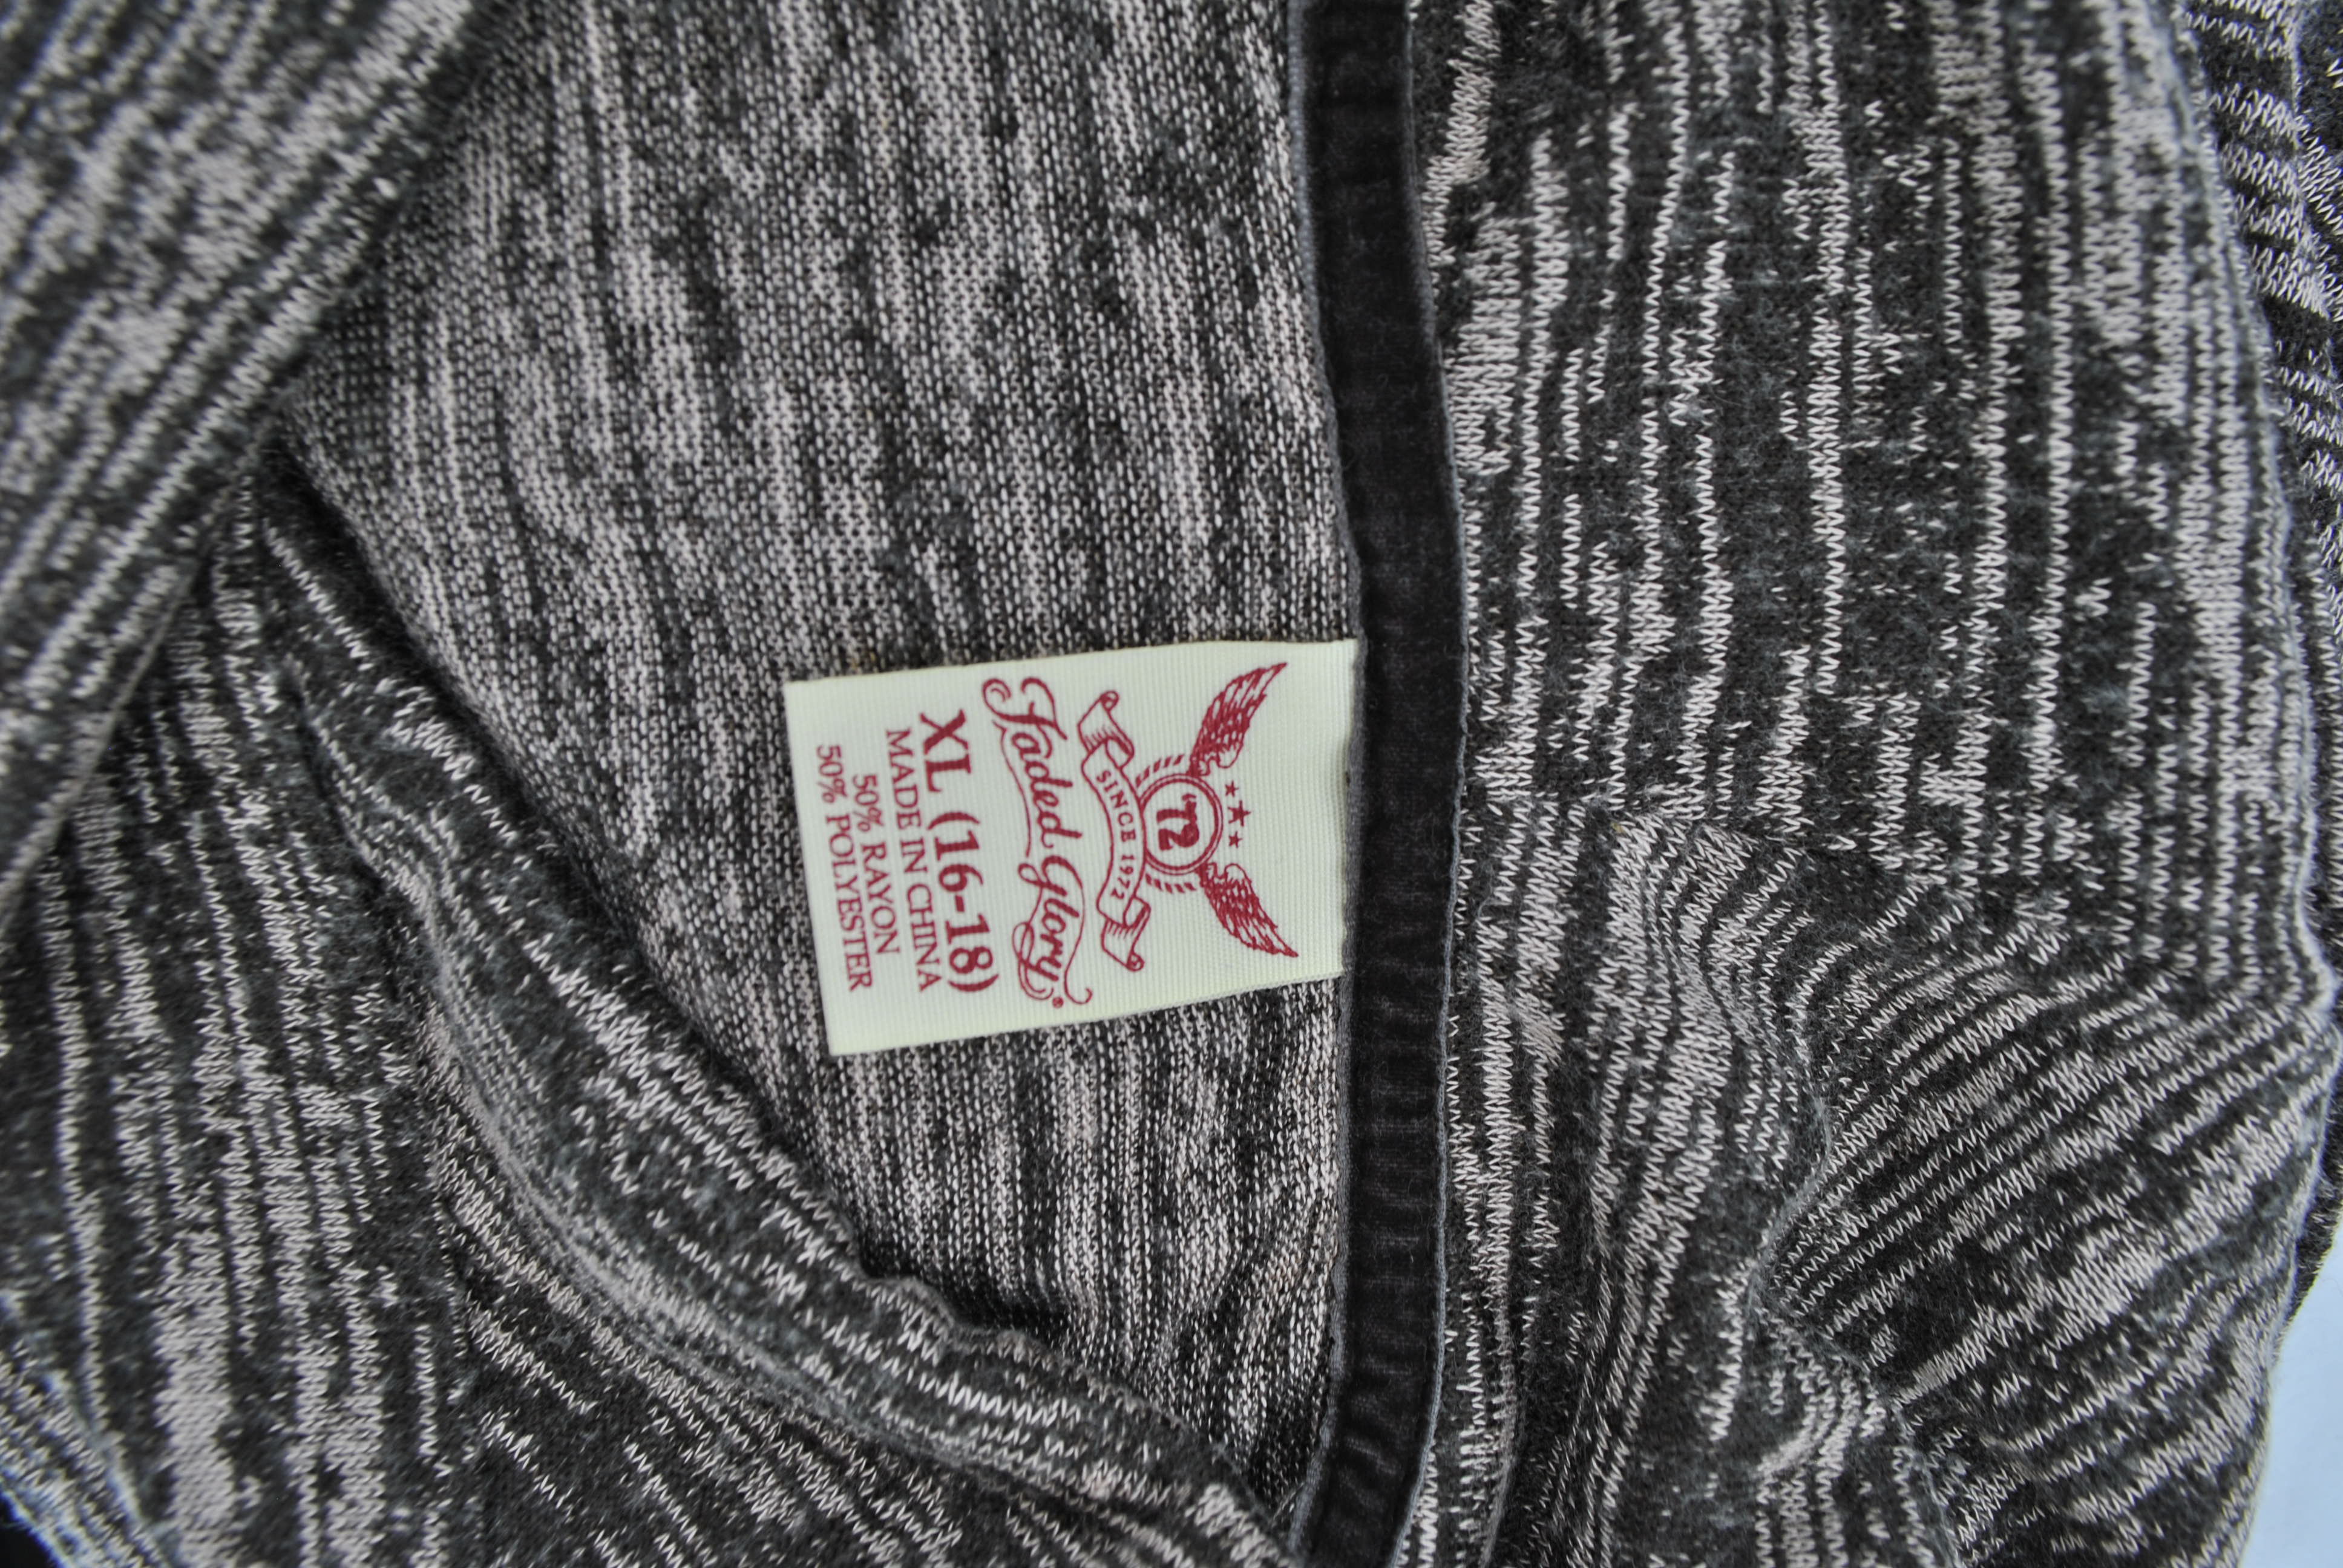 '72
SINCE 1972
Faded Glory®
XL (16-18)
MADE IN CHINA
50% RAYON
50% POLYESTER